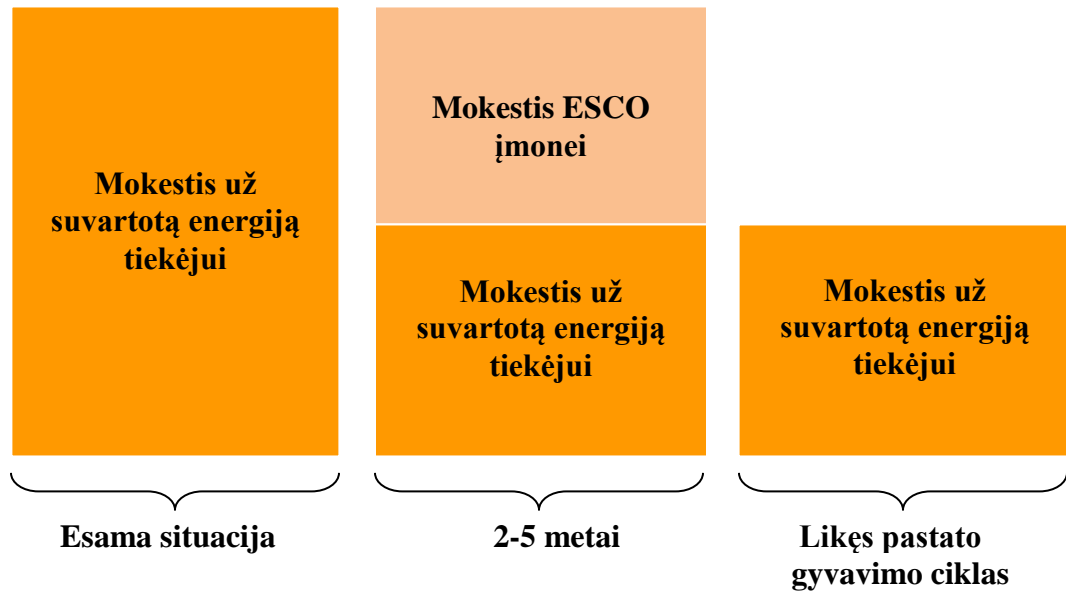 Mokestis už
suvartotą energiją
tiekėjui
Mokestis ESCO
įmonei
Mokestis už
suvartotą energiją
tiekėjui
Mokestis už
suvartotą energiją
tiekėjui
Esama situacija
2-5 metai
Likęs pastato
gyvavimo ciklas